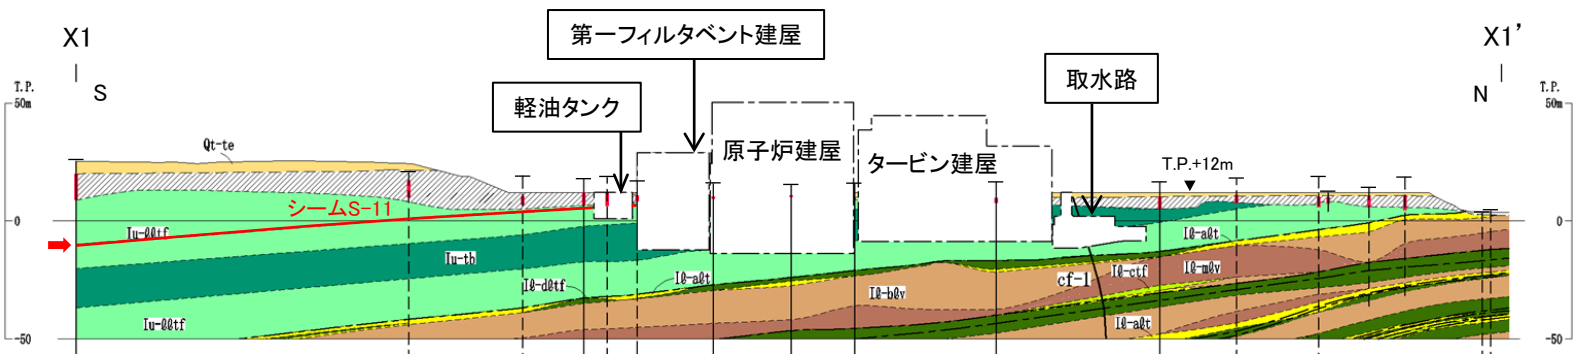 X1
X1'
第一フィルタベント建屋
軽油タンク
取水路
T.P.
50m
S
N
T.P.
50m
Qt-te
原子炉建屋
タービン建屋
T.P.+12m
シームS-11
0
0
Iu-ℓℓtf
Iℓ-aℓt
Iu-tb
Iℓ-dℓtf
Iℓ-aℓt
Iℓ-ctf
Iℓ-mℓv
cf-1
Iℓ-bℓv
Iu-ℓℓtf
Iℓ-aℓt
-50
-50